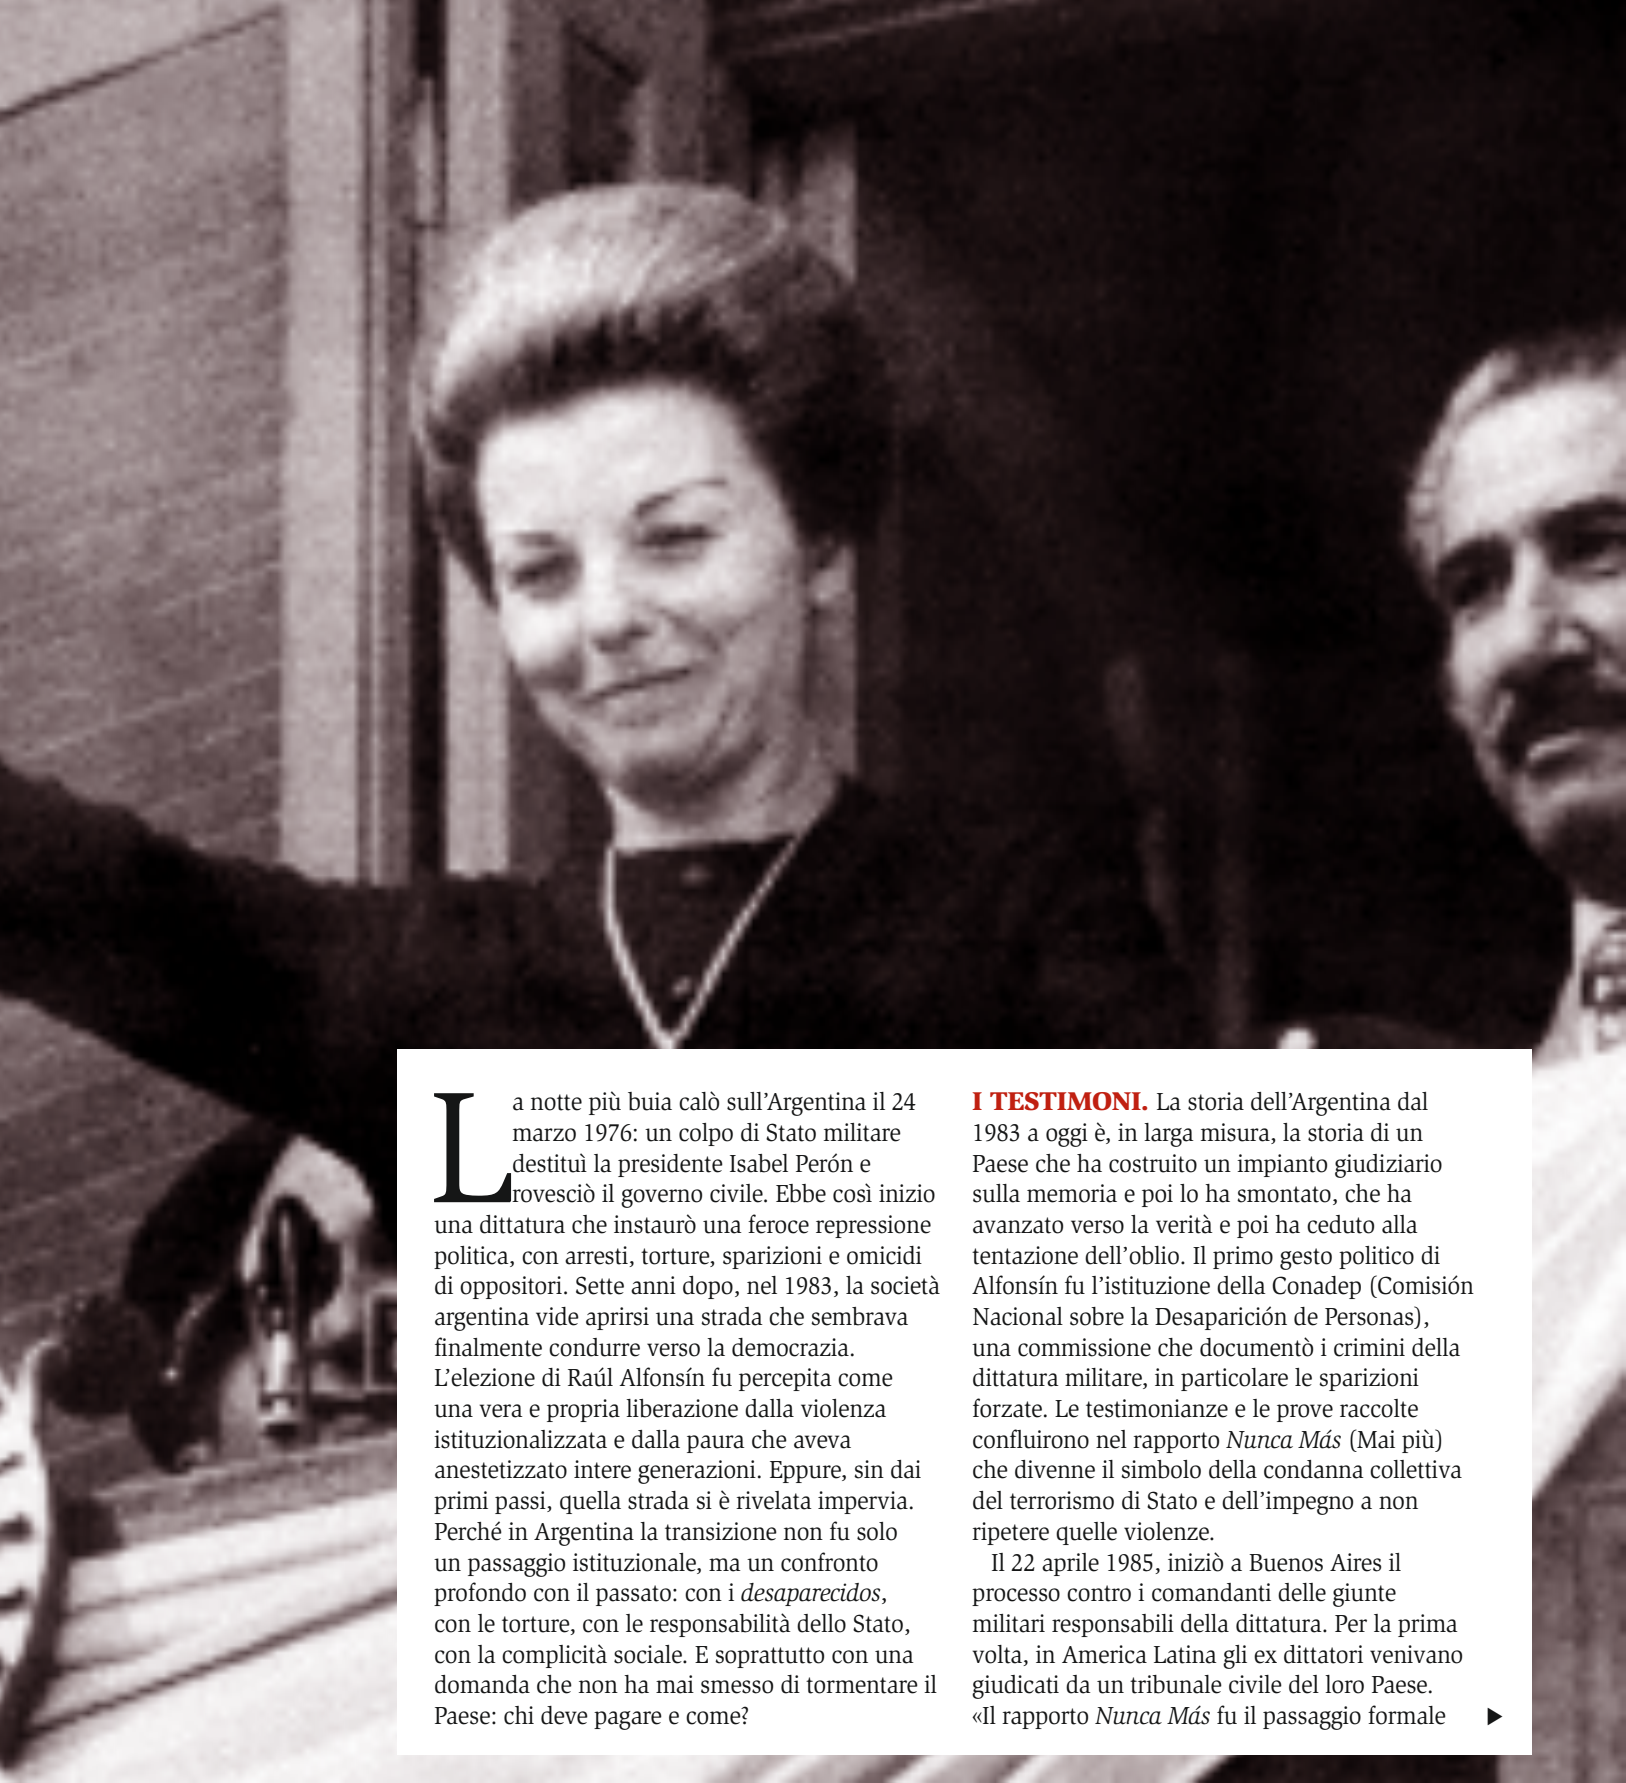 La notte più buia calò sull'Argentina il 24
marzo 1976: un colpo di Stato militare
destituì la presidente Isabel Perón e
rovesciò il governo civile. Ebbe così inizio
una dittatura che instaurò una feroce repressione
politica, con arresti, torture, sparizioni e omicidi
di oppositori. Sette anni dopo, nel 1983, la società
argentina vide aprirsi una strada che sembrava
finalmente condurre verso la democrazia.
L'elezione di Raúl Alfonsín fu percepita come
una vera e propria liberazione dalla violenza
istituzionalizzata e dalla paura che aveva
anestetizzato intere generazioni. Eppure, sin dai
primi passi, quella strada si è rivelata impervia.
Perché in Argentina la transizione non fu solo
un passaggio istituzionale, ma un confronto
profondo con il passato: con i desaparecidos,
con le torture, con le responsabilità dello Stato,
con la complicità sociale. E soprattutto con una
domanda che non ha mai smesso di tormentare il
Paese: chi deve pagare e come?
I TESTIMONI. La storia dell'Argentina dal
1983 a oggi è, in larga misura, la storia di un
Paese che ha costruito un impianto giudiziario
sulla memoria e poi lo ha smontato, che ha
avanzato verso la verità e poi ha ceduto alla
tentazione dell'oblio. Il primo gesto politico di
Alfonsín fu l'istituzione della Conadep (Comisión
Nacional sobre la Desaparición de Personas),
una commissione che documentò i crimini della
dittatura militare, in particolare le sparizioni
forzate. Le testimonianze e le prove raccolte
confluirono nel rapporto Nunca Más (Mai più)
che divenne il simbolo della condanna collettiva
del terrorismo di Stato e dell'impegno a non
ripetere quelle violenze.
Il 22 aprile 1985, iniziò a Buenos Aires il
processo contro i comandanti delle giunte
militari responsabili della dittatura. Per la prima
volta, in America Latina gli ex dittatori venivano
giudicati da un tribunale civile del loro Paese.
«Il rapporto Nunca Más fu il passaggio formale